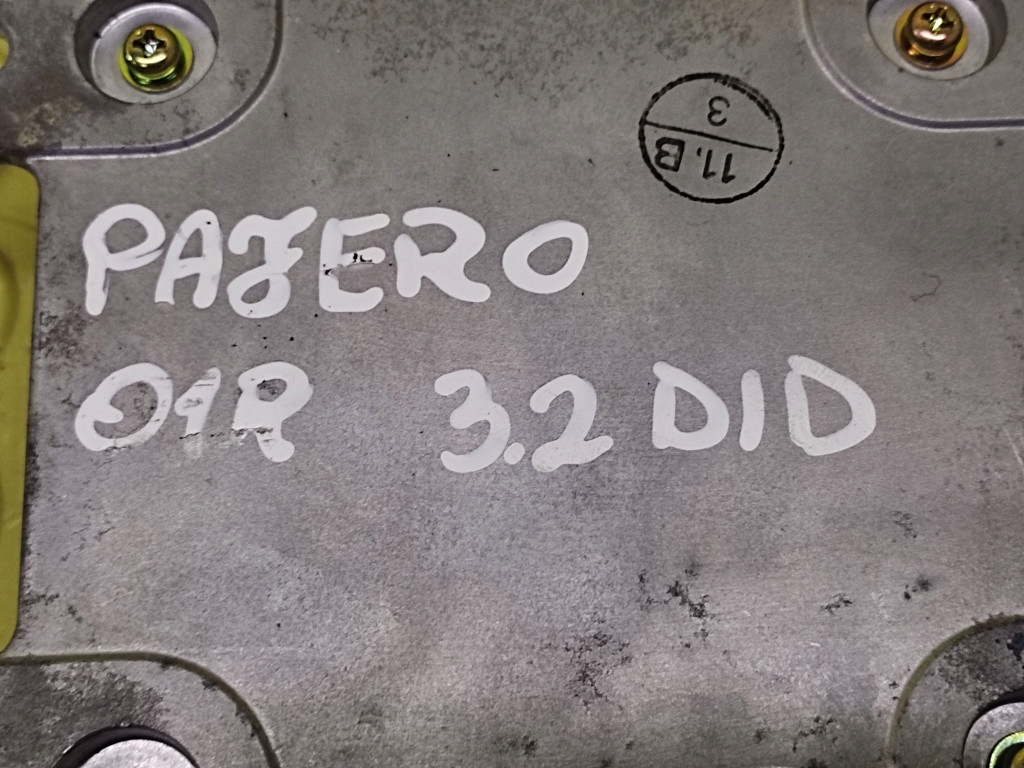 3
11.B
PAJERO
01R 3.2 DID